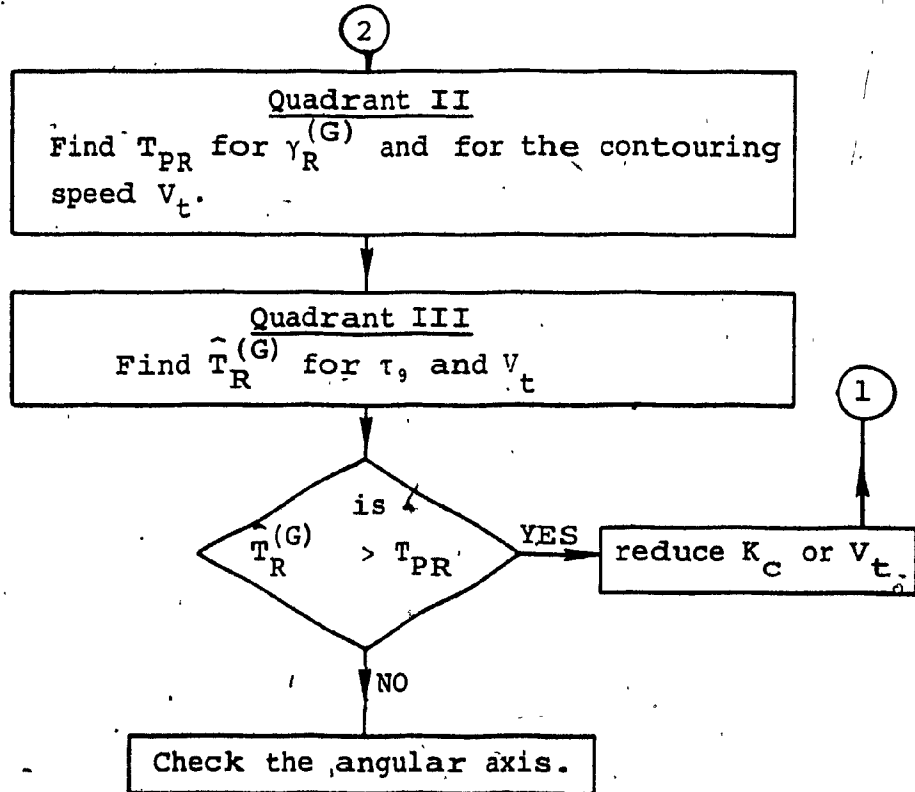 2
Quadrant II
Find T_PR for γ_R^(G) and for the contouring
speed V_t.
Quadrant III
Find T̂_R^(G) for τ₉ and V_t
1
is
T̂_R^(G) > T_PR
YES
reduce K_c or V_t.
NO
Check the angular axis.